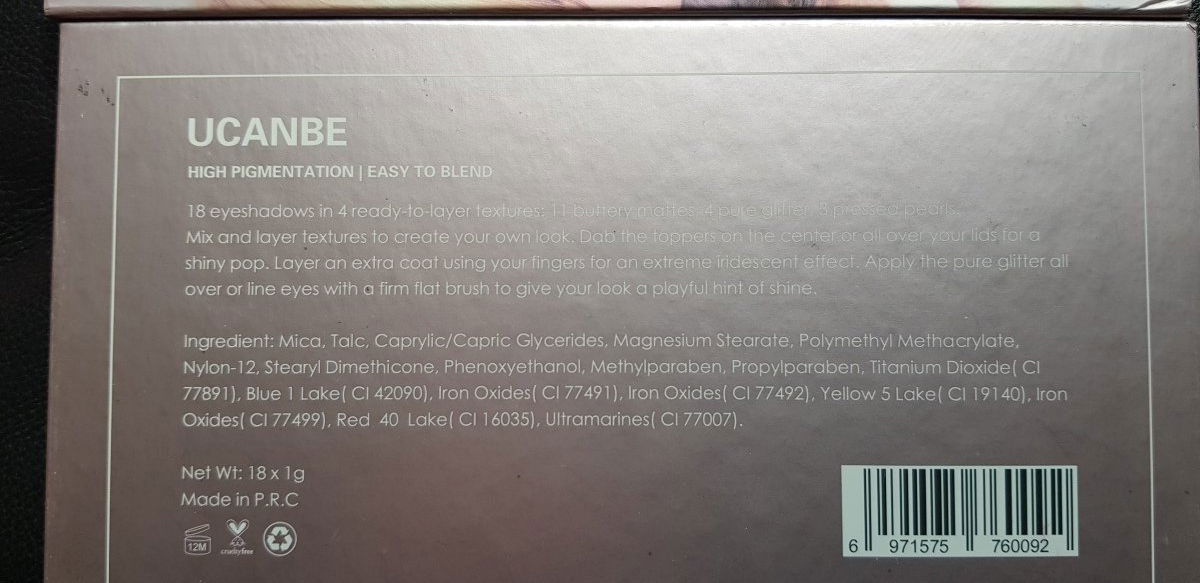 UCANBE
HIGH PIGMENTATION | EASY TO BLEND
18 eyeshadows in 4 ready-to-layer textures: 11 buttery mattes, 4 pure glitter, 3 pressed pearls.
Mix and layer textures to create your own look. Dab the toppers on the center or all over your lids for a
shiny pop. Layer an extra coat using your fingers for an extreme iridescent effect. Apply the pure glitter all
over or line eyes with a firm flat brush to give your look a playful hint of shine.
Ingredient: Mica, Talc, Caprylic/Capric Glycerides, Magnesium Stearate, Polymethyl Methacrylate,
Nylon-12, Stearyl Dimethicone, Phenoxyethanol, Methylparaben, Propylparaben, Titanium Dioxide( CI
77891), Blue 1 Lake( CI 42090), Iron Oxides( CI 77491), Iron Oxides( CI 77492), Yellow 5 Lake( CI 19140), Iron
Oxides( CI 77499), Red 40 Lake( CI 16035), Ultramarines( CI 77007).
Net Wt: 18 x 1g
Made in P.R.C
12M
crueltyfree
6 971575 760092